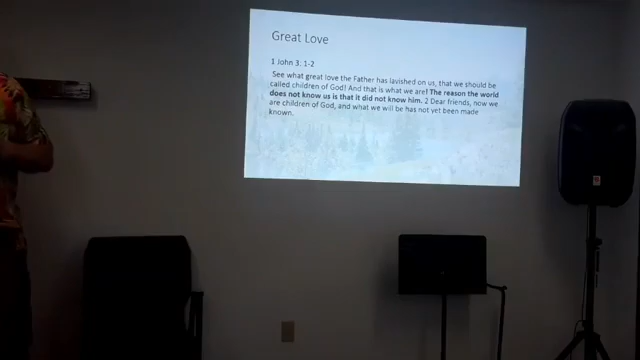 Great Love
1 John 3: 1-2
See what great love the Father has lavished on us, that we should be
called children of God! And that is what we are! The reason the world
does not know us is that it did not know him. 2 Dear friends, now we
are children of God, and what we will be has not yet been made
known.